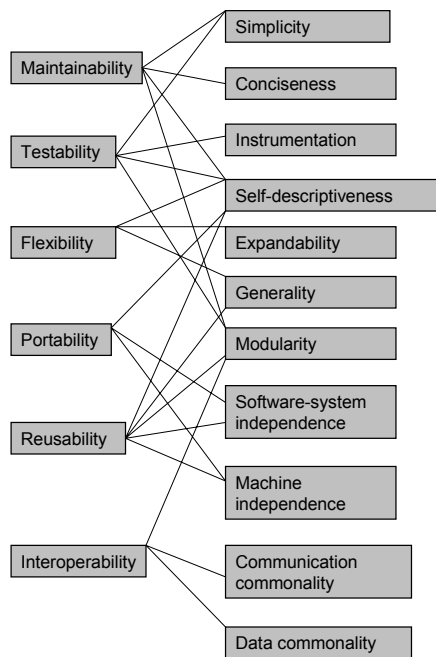 Maintainability
Testability
Flexibility
Portability
Reusability
Interoperability
Simplicity
Conciseness
Instrumentation
Self-descriptiveness
Expandability
Generality
Modularity
Software-system
independence
Machine
independence
Communication
commonality
Data commonality